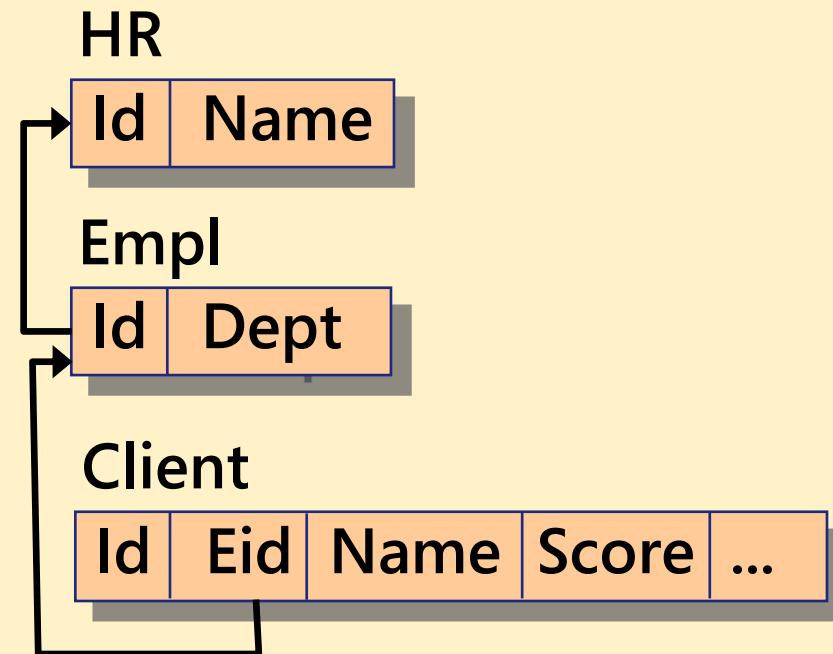 HR
Id Name
Empl
Id Dept
Client
Id Eid Name Score ...